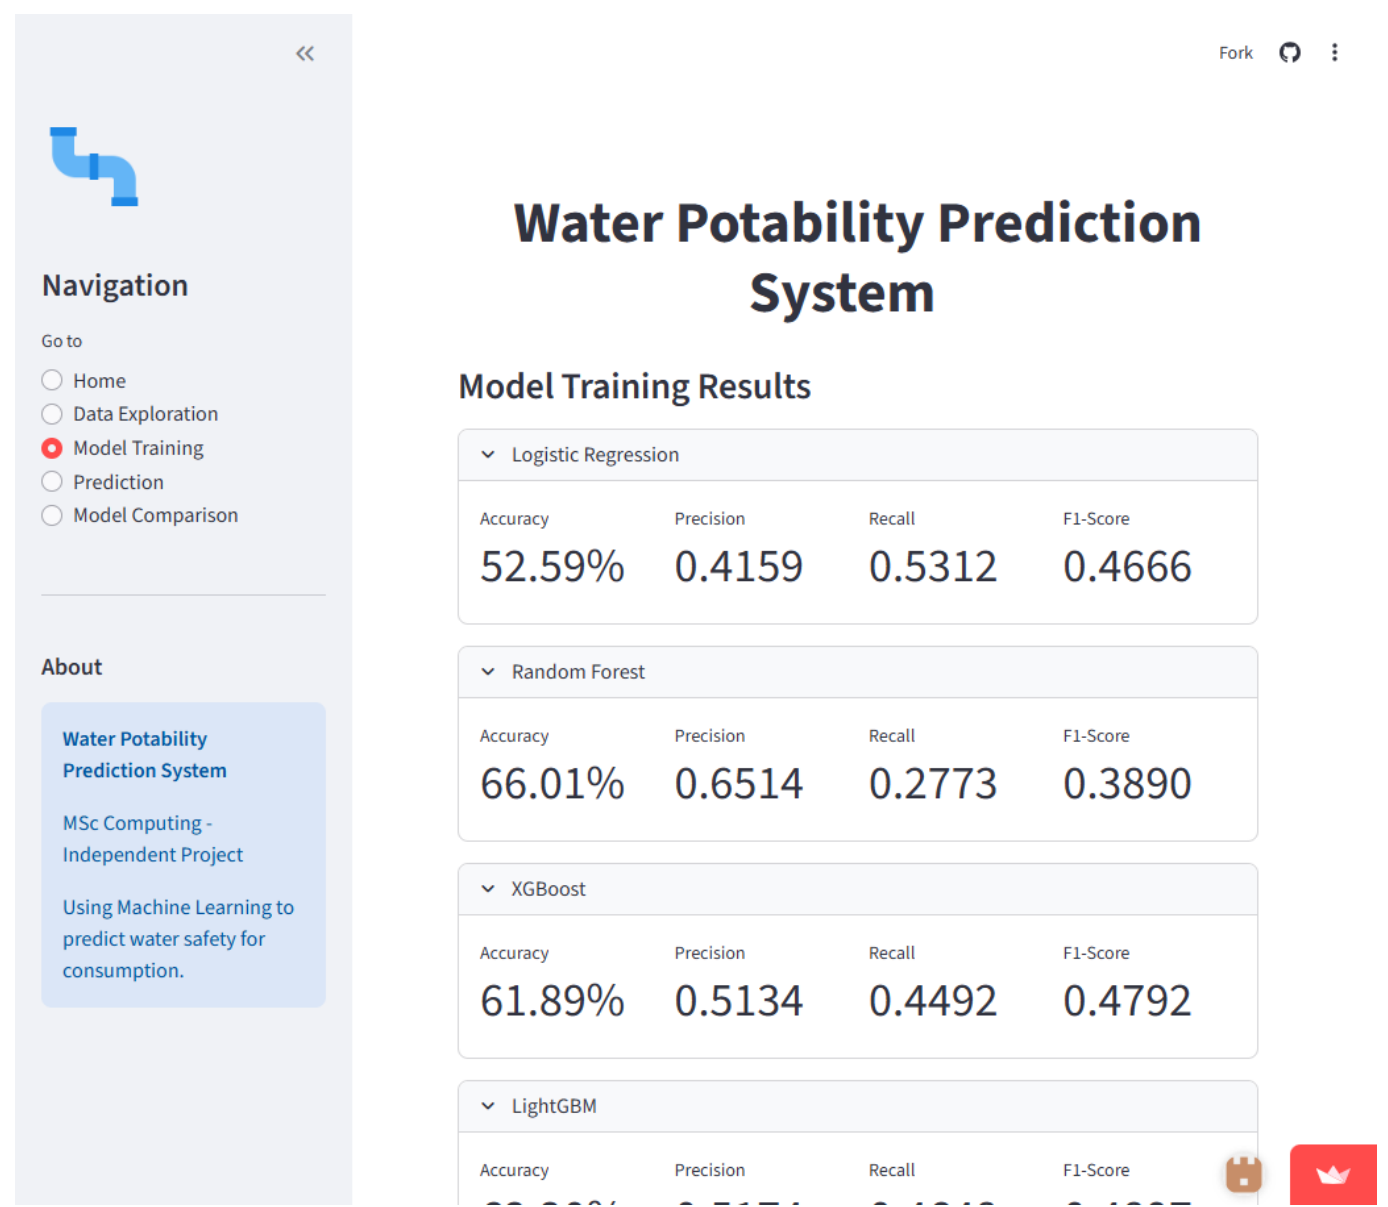 Fork
Navigation
Go to
Home
Data Exploration
Model Training
Prediction
Model Comparison
About
Water Potability
Prediction System
MSc Computing -
Independent Project
Using Machine Learning to
predict water safety for
consumption.
Water Potability Prediction
System
Model Training Results
Logistic Regression
Accuracy Precision Recall F1-Score
52.59% 0.4159 0.5312 0.4666
Random Forest
Accuracy Precision Recall F1-Score
66.01% 0.6514 0.2773 0.3890
XGBoost
Accuracy Precision Recall F1-Score
61.89% 0.5134 0.4492 0.4792
LightGBM
Accuracy Precision Recall F1-Score